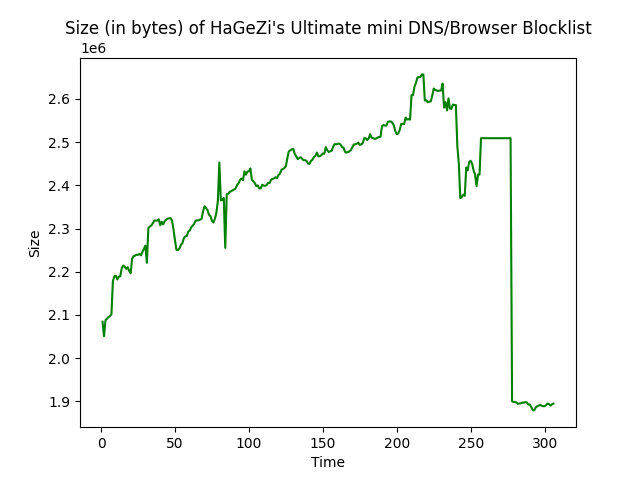 Size (in bytes) of HaGeZi's Ultimate mini DNS/Browser Blocklist
1e6
2.6
2.5
2.4
2.3
2.2
2.1
2.0
1.9
Size
0 50 100 150 200 250 300
Time